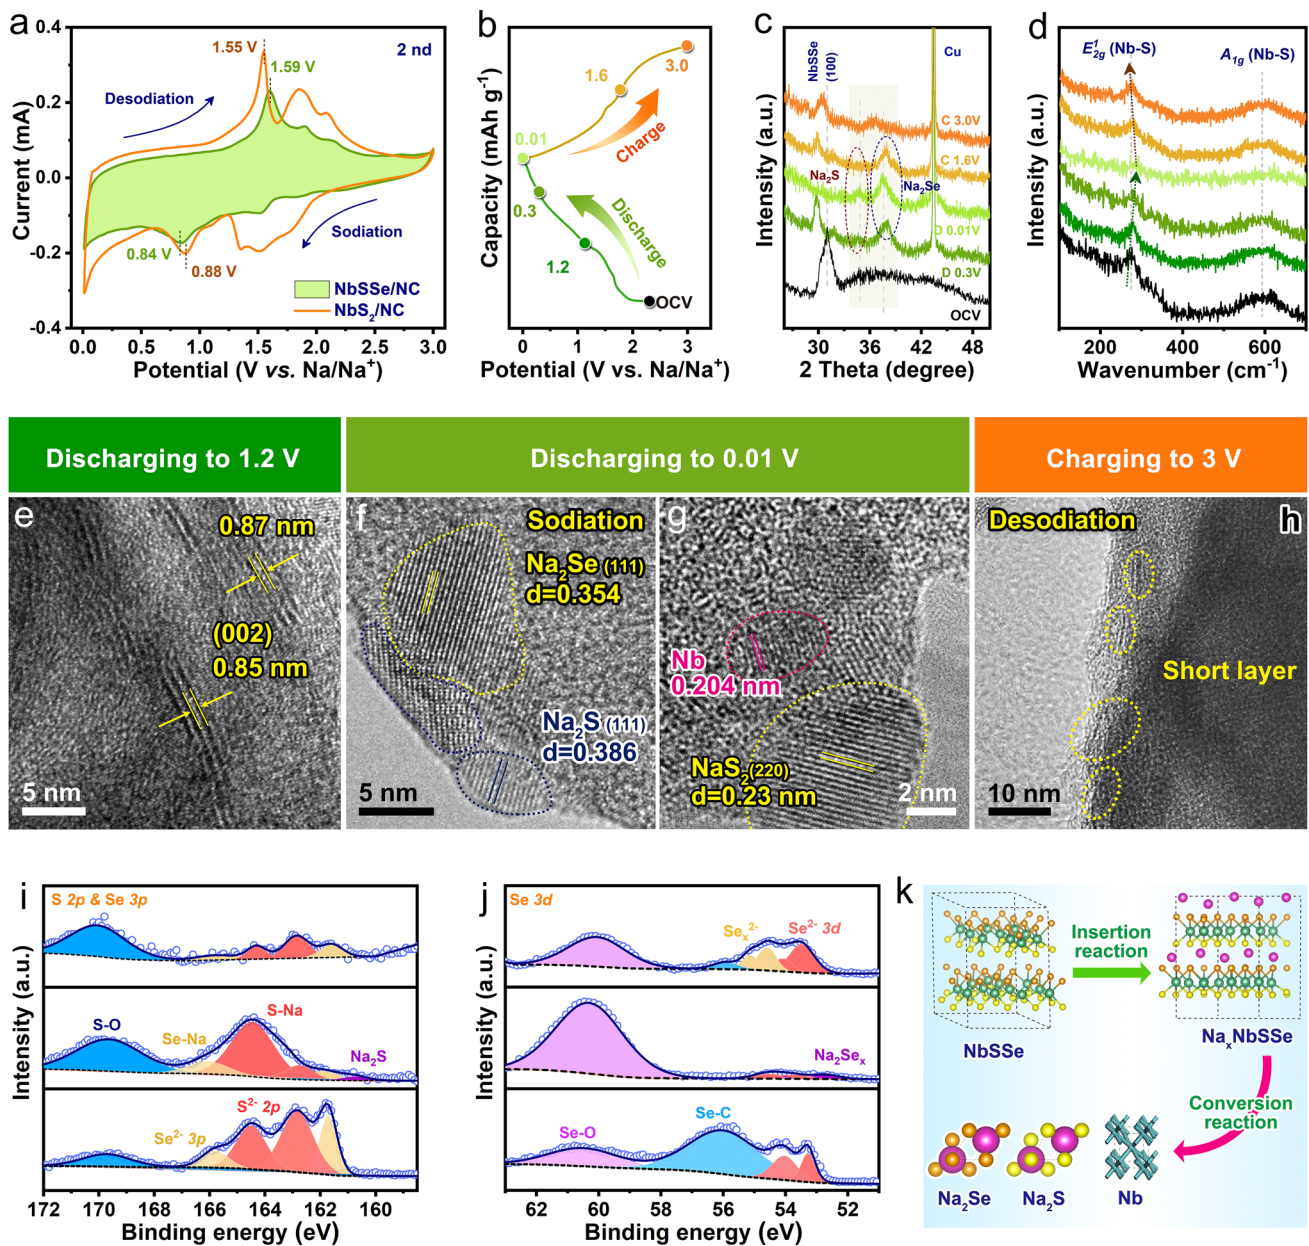 a
2 nd
1.55 V
1.59 V
Desodiation
0.84 V
0.88 V
Sodiation
NbSSe/NC
NbS₂/NC
0.4
0.2
0.0
-0.2
-0.4
0.0 0.5 1.0 1.5 2.0 2.5 3.0
Current (mA)
Potential (V vs. Na/Na⁺)
b
1.6
3.0
0.01
Charge
0.3
Discharge
1.2
OCV
0 1 2 3
Capacity (mAh g⁻¹)
Potential (V vs. Na/Na⁺)
c
NbSSe
(100)
Cu
C 3.0V
C 1.6V
Na₂S
Na₂Se
D 0.01V
D 0.3V
OCV
30 36 42 48
Intensity (a.u.)
2 Theta (degree)
d
E¹₂g (Nb-S)
A₁g (Nb-S)
200 400 600
Intensity (a.u.)
Wavenumber (cm⁻¹)
Discharging to 1.2 V
Discharging to 0.01 V
Charging to 3 V
e
0.87 nm
(002)
0.85 nm
5 nm
f
Sodiation
Na₂Se (111)
d=0.354
Na₂S (111)
d=0.386
5 nm
g
Nb
0.204 nm
NaS₂(220)
d=0.23 nm
2 nm
h
Desodiation
Short layer
10 nm
i
S 2p & Se 3p
S-O
Se-Na
S-Na
Na₂S
Se²⁻ 3p
S²⁻ 2p
172 170 168 166 164 162 160
Intensity (a.u.)
Binding energy (eV)
j
Se 3d
Seₓ²⁻
Se²⁻ 3d
Na₂Seₓ
Se-O
Se-C
62 60 58 56 54 52
Intensity (a.u.)
Binding energy (eV)
k
Insertion
reaction
NbSSe
NaₓNbSSe
Conversion
reaction
Na₂Se
Na₂S
Nb